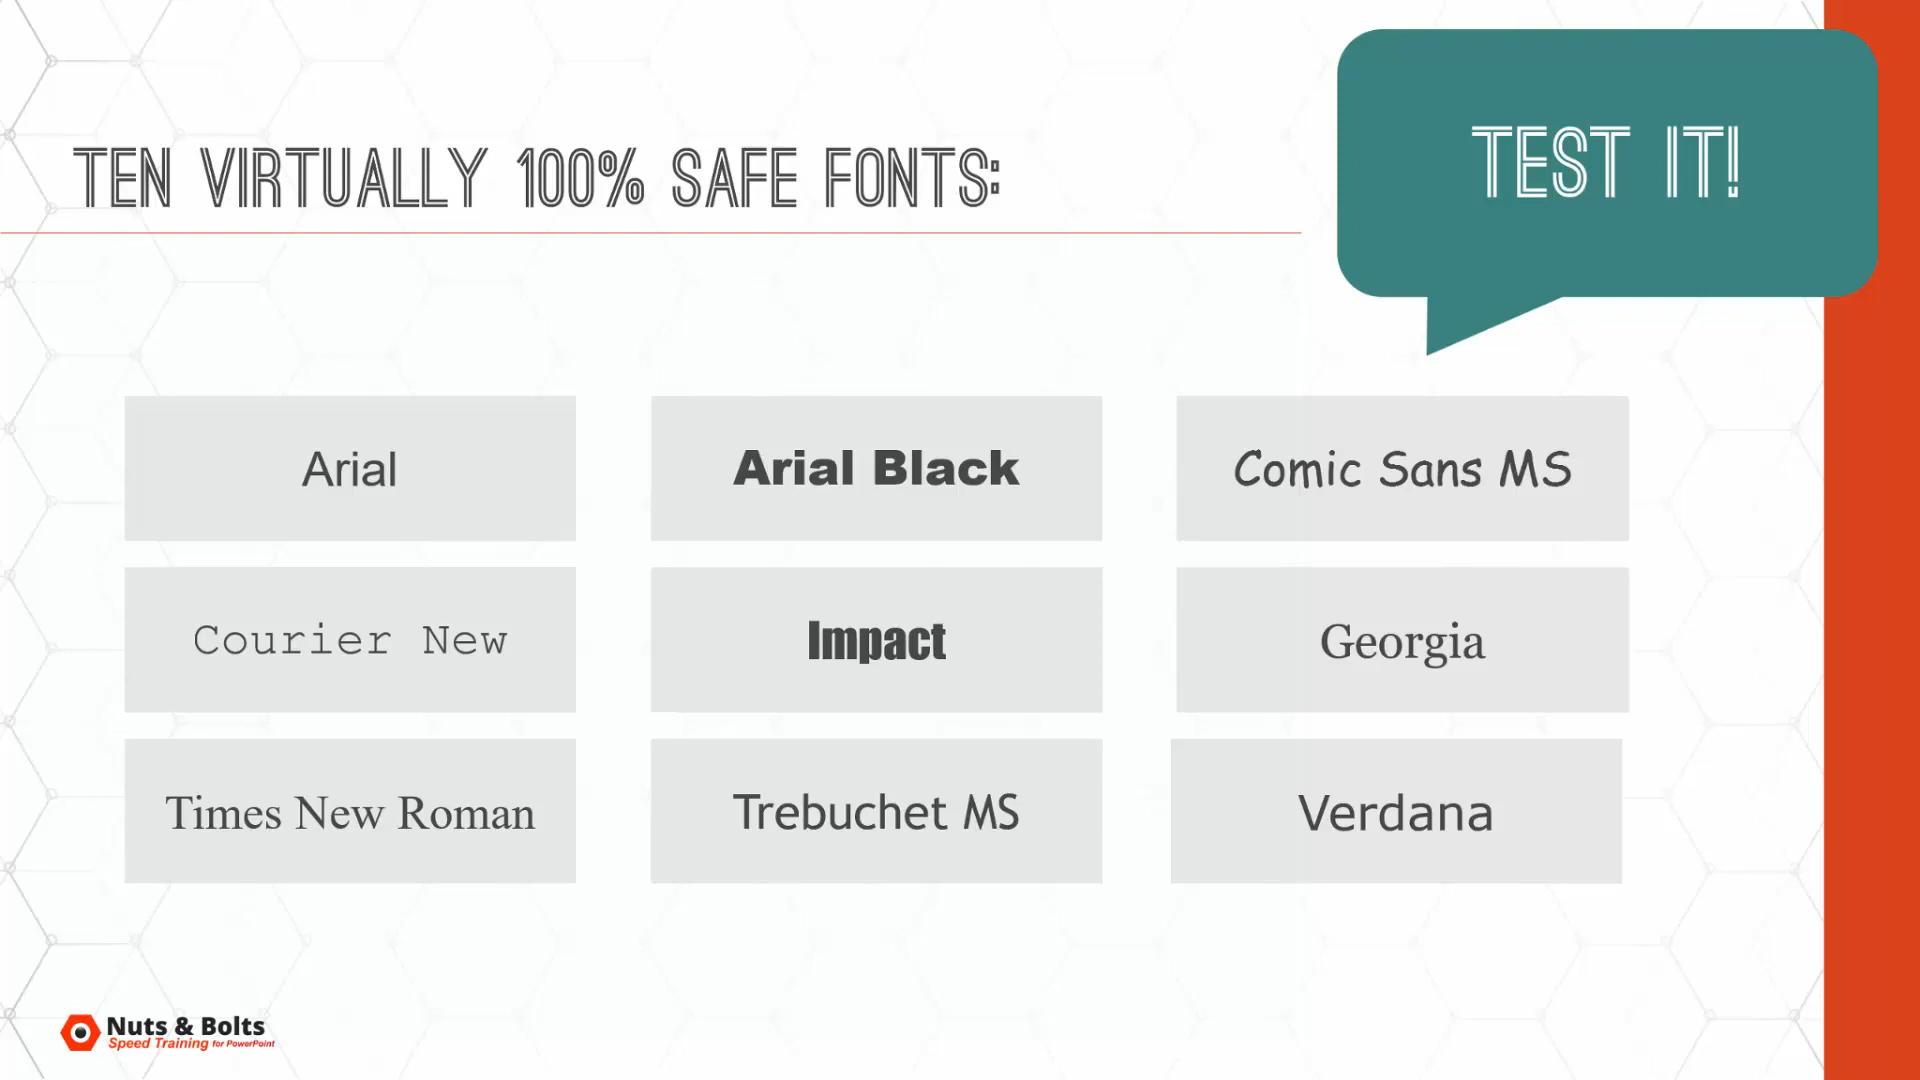 TEST IT!
TEN VIRTUALLY 100% SAFE FONTS:
Arial
Arial Black
Comic Sans MS
Courier New
Impact
Georgia
Times New Roman
Trebuchet MS
Verdana
Nuts & Bolts
Speed Training for PowerPoint